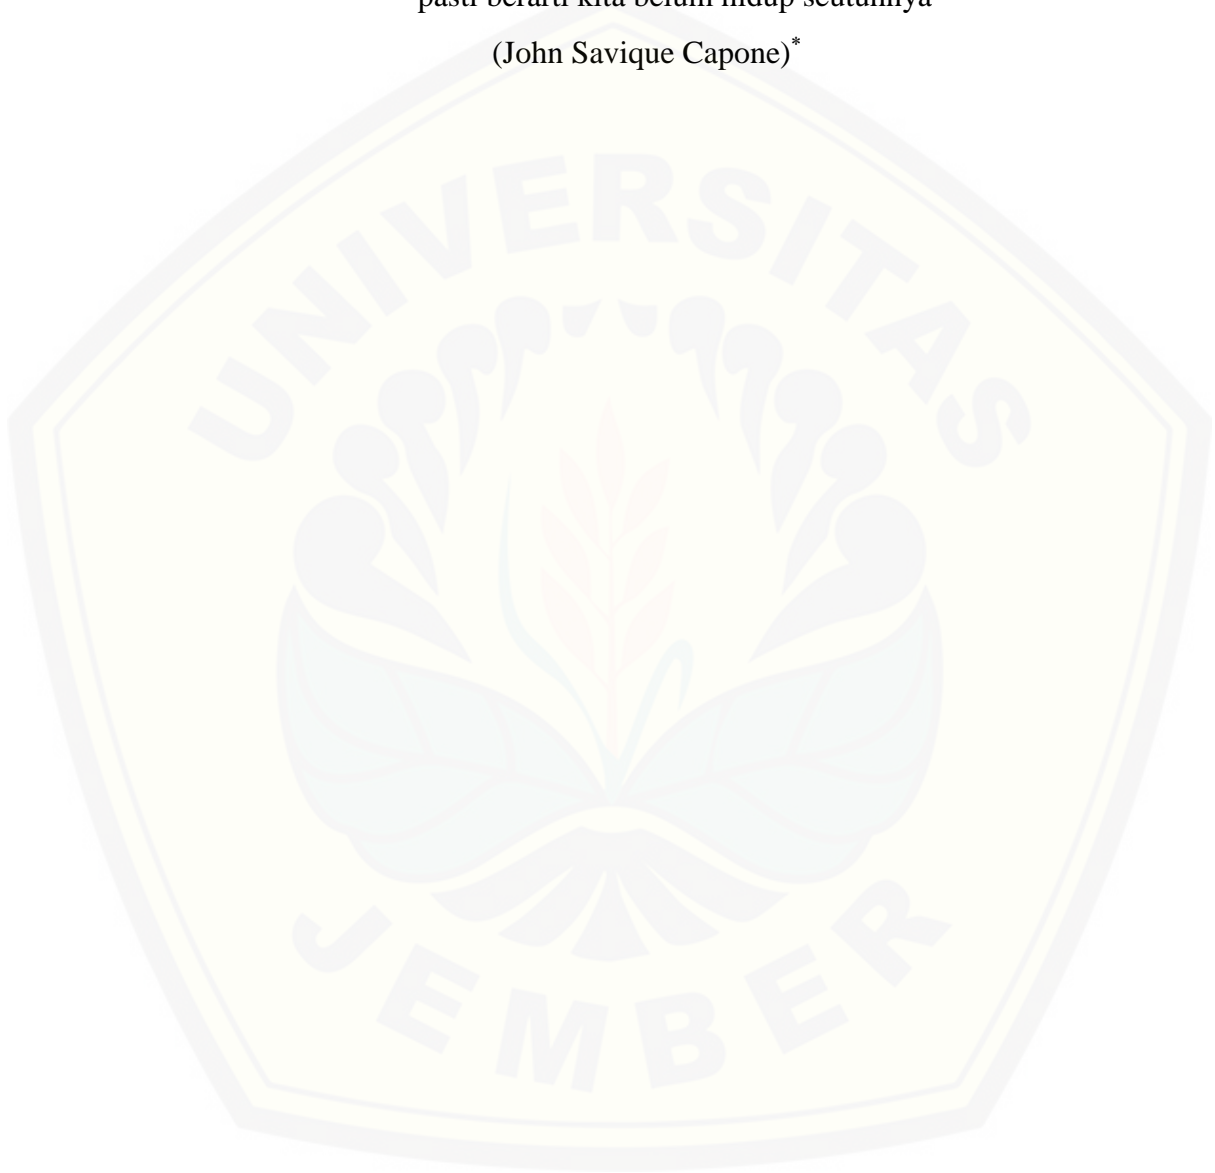 pasti berarti kita belum hidup seutuhnya
(John Savique Capone)*
UNIVERSITAS
JEMBER